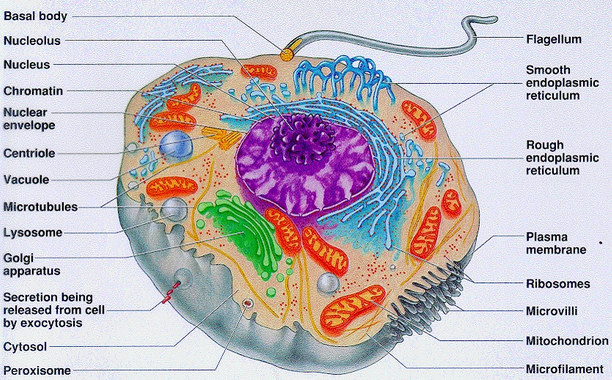 Basal body
Nucleolus
Nucleus
Chromatin
Nuclear
envelope
Centriole
Vacuole
Microtubules
Lysosome
Golgi
apparatus
Secretion being
released from cell
by exocytosis
Cytosol
Peroxisome
Flagellum
Smooth
endoplasmic
reticulum
Rough
endoplasmic
reticulum
Plasma
membrane
Ribosomes
Microvilli
Mitochondrion
Microfilament